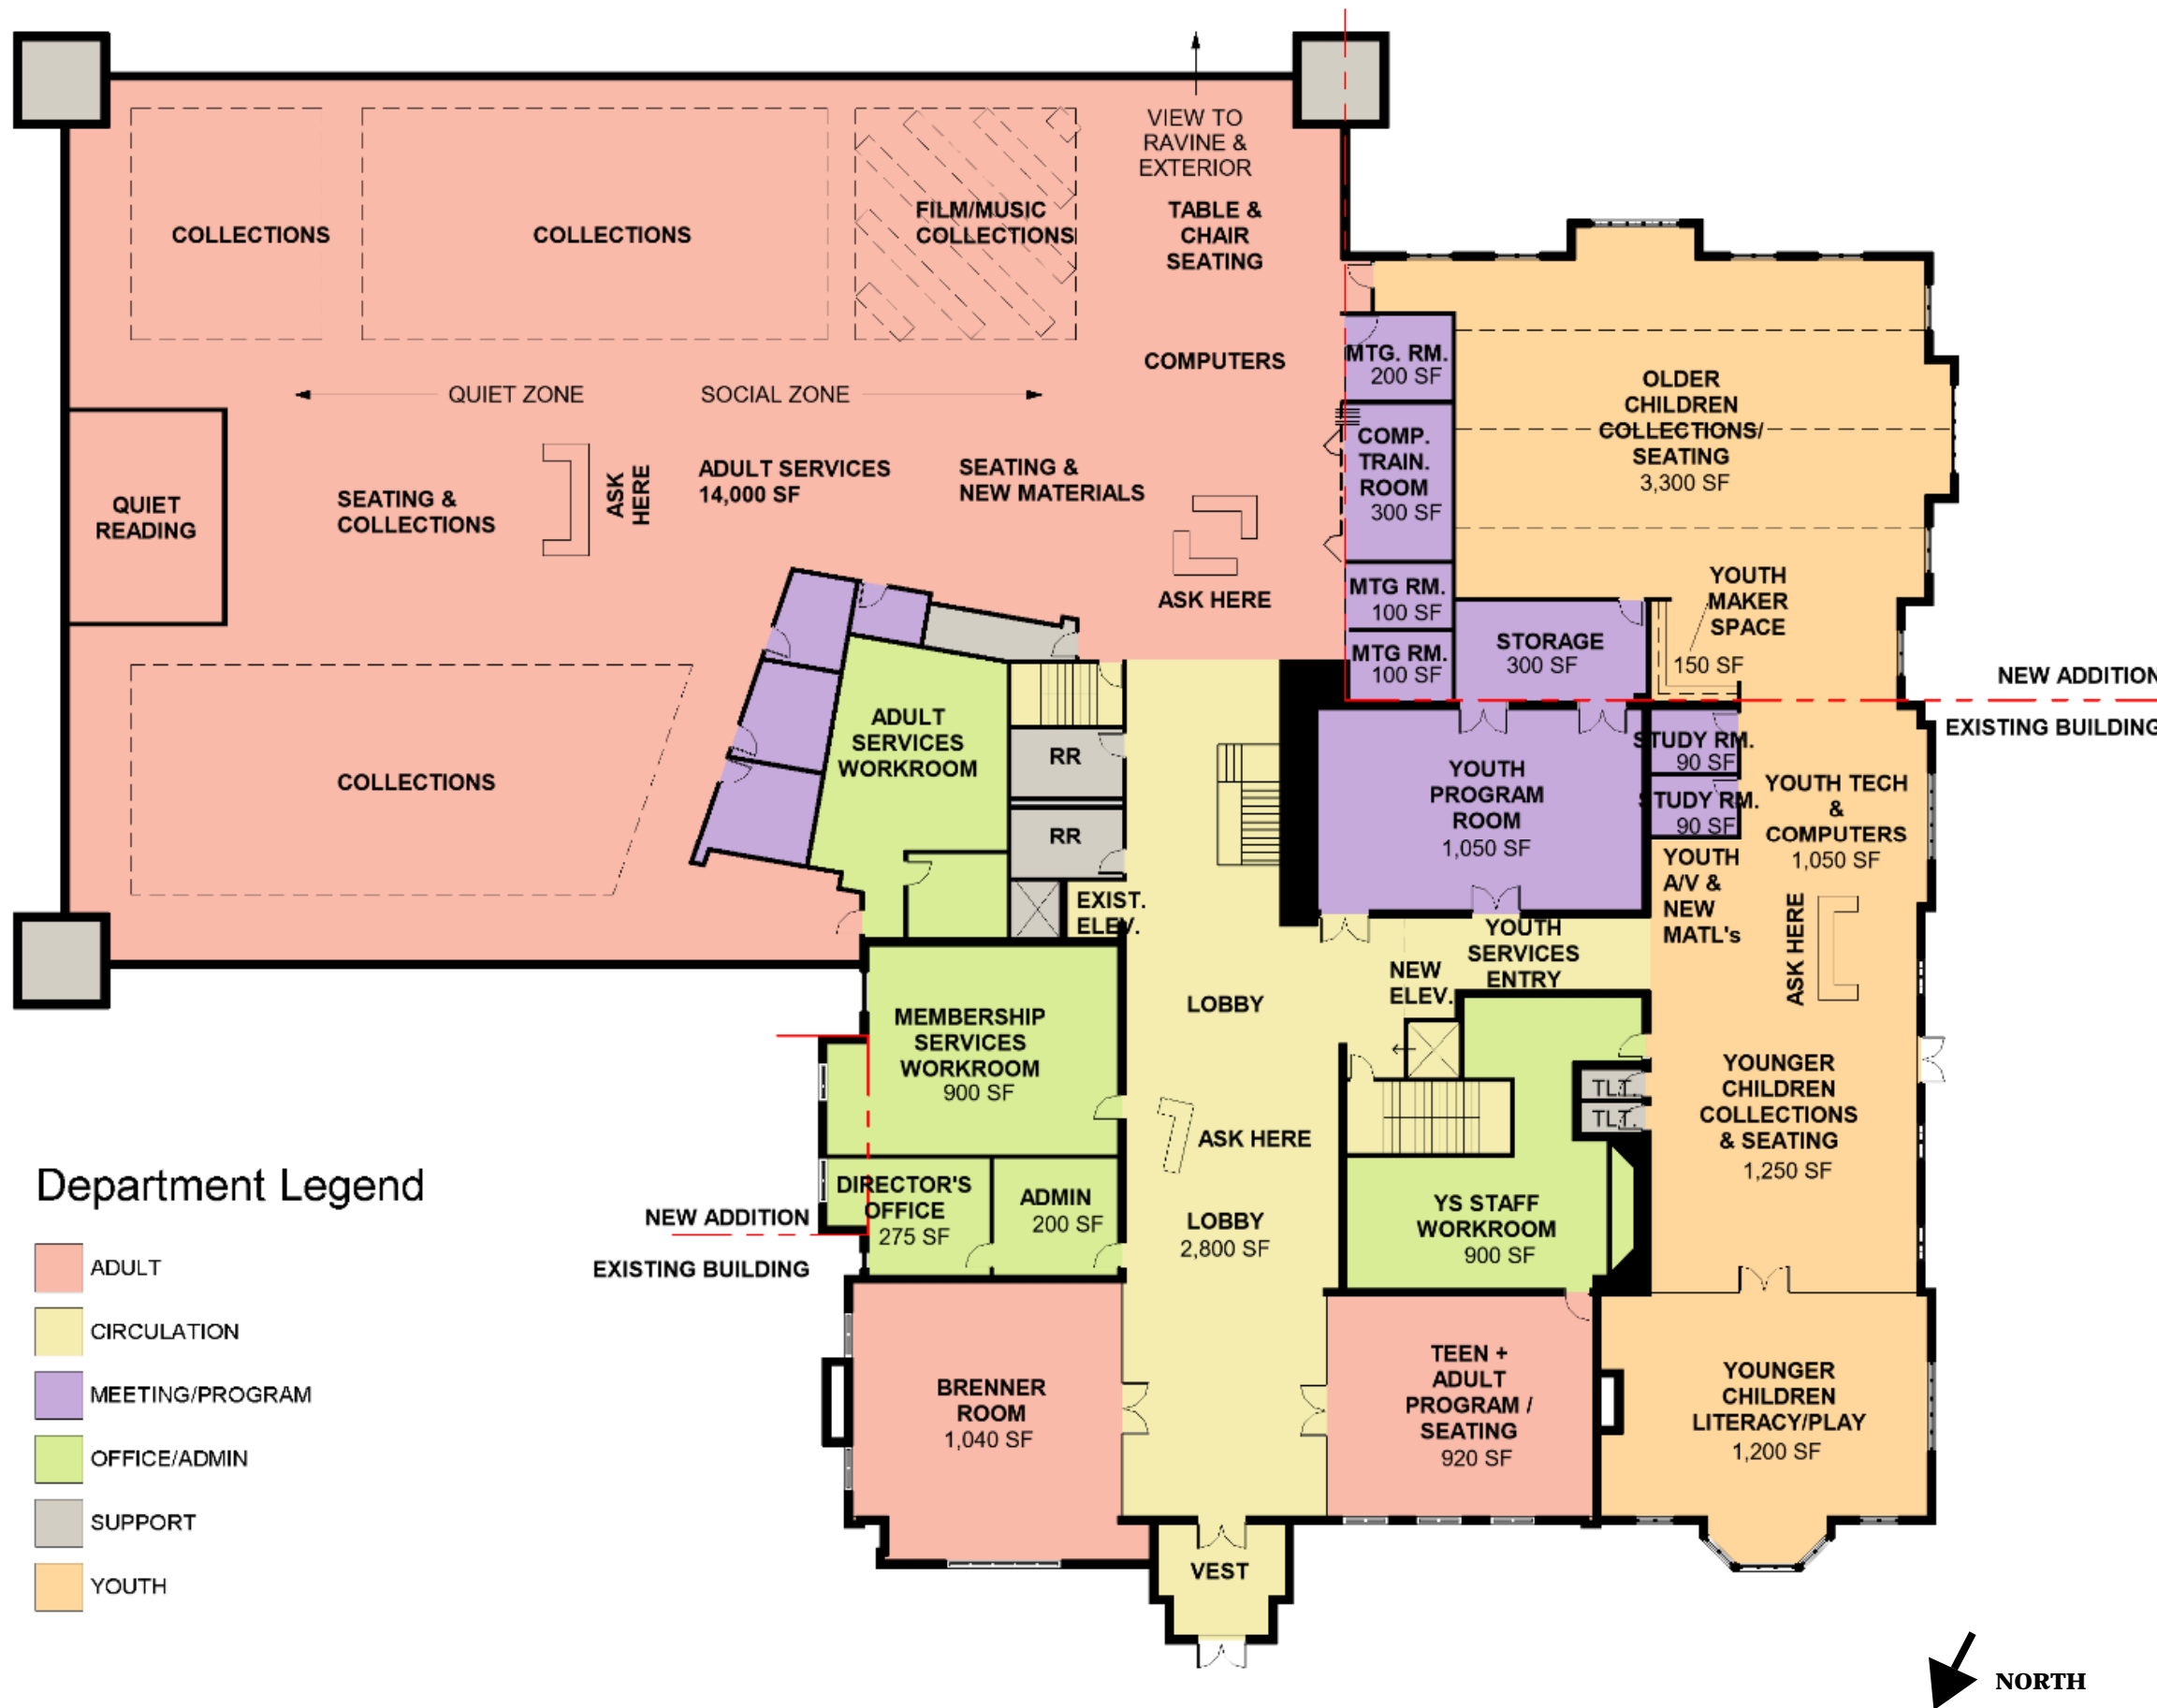 VIEW TO
RAVINE &
EXTERIOR
COLLECTIONS
COLLECTIONS
FILM/MUSIC
COLLECTIONS
TABLE &
CHAIR
SEATING
COMPUTERS
QUIET ZONE
SOCIAL ZONE
QUIET
READING
SEATING &
COLLECTIONS
ASK
HERE
ADULT SERVICES
14,000 SF
SEATING &
NEW MATERIALS
ASK HERE
MTG. RM.
200 SF
COMP.
TRAIN.
ROOM
300 SF
MTG RM.
100 SF
MTG RM.
100 SF
OLDER
CHILDREN
COLLECTIONS/
SEATING
3,300 SF
YOUTH
MAKER
SPACE
150 SF
STORAGE
300 SF
NEW ADDITION
EXISTING BUILDING
COLLECTIONS
ADULT
SERVICES
WORKROOM
RR
RR
EXIST.
ELEV.
YOUTH
PROGRAM
ROOM
1,050 SF
STUDY RM.
90 SF
STUDY RM.
90 SF
YOUTH TECH
&
COMPUTERS
1,050 SF
YOUTH
A/V &
NEW
MATL's
ASK HERE
YOUTH
SERVICES
ENTRY
NEW
ELEV.
LOBBY
MEMBERSHIP
SERVICES
WORKROOM
900 SF
ASK HERE
TLT.
TLT.
YOUNGER
CHILDREN
COLLECTIONS
& SEATING
1,250 SF
DIRECTOR'S
OFFICE
275 SF
ADMIN
200 SF
LOBBY
2,800 SF
YS STAFF
WORKROOM
900 SF
NEW ADDITION
EXISTING BUILDING
BRENNER
ROOM
1,040 SF
TEEN +
ADULT
PROGRAM /
SEATING
920 SF
YOUNGER
CHILDREN
LITERACY/PLAY
1,200 SF
VEST
Department Legend
ADULT
CIRCULATION
MEETING/PROGRAM
OFFICE/ADMIN
SUPPORT
YOUTH
NORTH